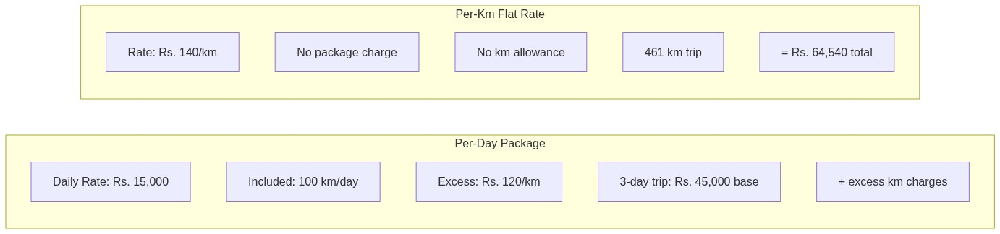 Per-Km Flat Rate
Rate: Rs. 140/km
No package charge
No km allowance
461 km trip
= Rs. 64,540 total
Per-Day Package
Daily Rate: Rs. 15,000
Included: 100 km/day
Excess: Rs. 120/km
3-day trip: Rs. 45,000 base
+ excess km charges